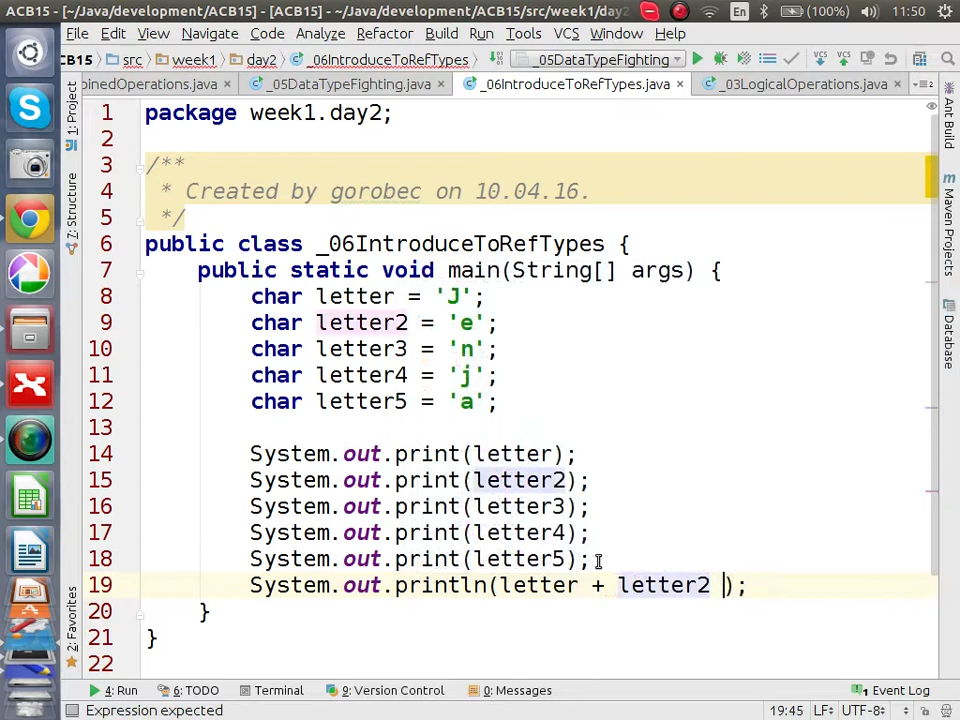 ACB15 - [~/Java/development/ACB15] - [ACB15] - ~/Java/development/ACB15/src/week1/day2
En
(100%)
11:50
File Edit View Navigate Code Analyze Refactor Build Run Tools VCS Window Help
CB15 src week1 day2 _06IntroduceToRefTypes _05DataTypeFighting
VCS VCS
binedOperations.java _05DataTypeFighting.java _06IntroduceToRefTypes.java _03LogicalOperations.java
1: Project
7: Structure
2: Favorites
Ant Build
Maven Projects
Database
1 package week1.day2;
2
3 /**
4 * Created by gorobec on 10.04.16.
5 */
6 public class _06IntroduceToRefTypes {
7 public static void main(String[] args) {
8 char letter = 'J';
9 char letter2 = 'e';
10 char letter3 = 'n';
11 char letter4 = 'j';
12 char letter5 = 'a';
13
14 System.out.print(letter);
15 System.out.print(letter2);
16 System.out.print(letter3);
17 System.out.print(letter4);
18 System.out.print(letter5);
19 System.out.println(letter + letter2 );
20 }
21 }
22
4: Run 6: TODO Terminal 9: Version Control 0: Messages 1 Event Log
Expression expected 19:45 LF UTF-8